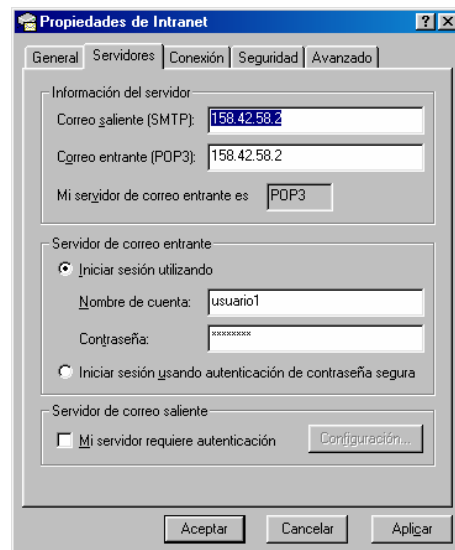 Propiedades de Intranet
General Servidores Conexión Seguridad Avanzado
Información del servidor
Correo saliente (SMTP): 158.42.58.2
Correo entrante (POP3): 158.42.58.2
Mi servidor de correo entrante es POP3
Servidor de correo entrante
Iniciar sesión utilizando
Nombre de cuenta: usuario1
Contraseña: ××××××××
Iniciar sesión usando autenticación de contraseña segura
Servidor de correo saliente
Mi servidor requiere autenticación Configuración...
Aceptar Cancelar Aplicar